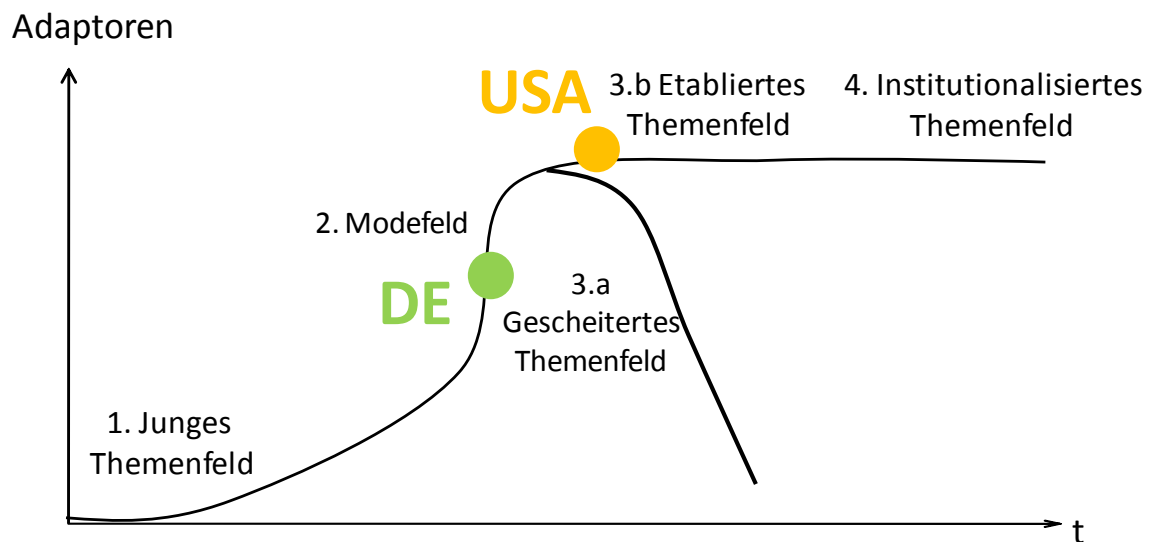 Adaptoren
USA
3.b Etabliertes
Themenfeld
4. Institutionalisiertes
Themenfeld
2. Modefeld
DE
3.a
Gescheitertes
Themenfeld
1. Junges
Themenfeld
t